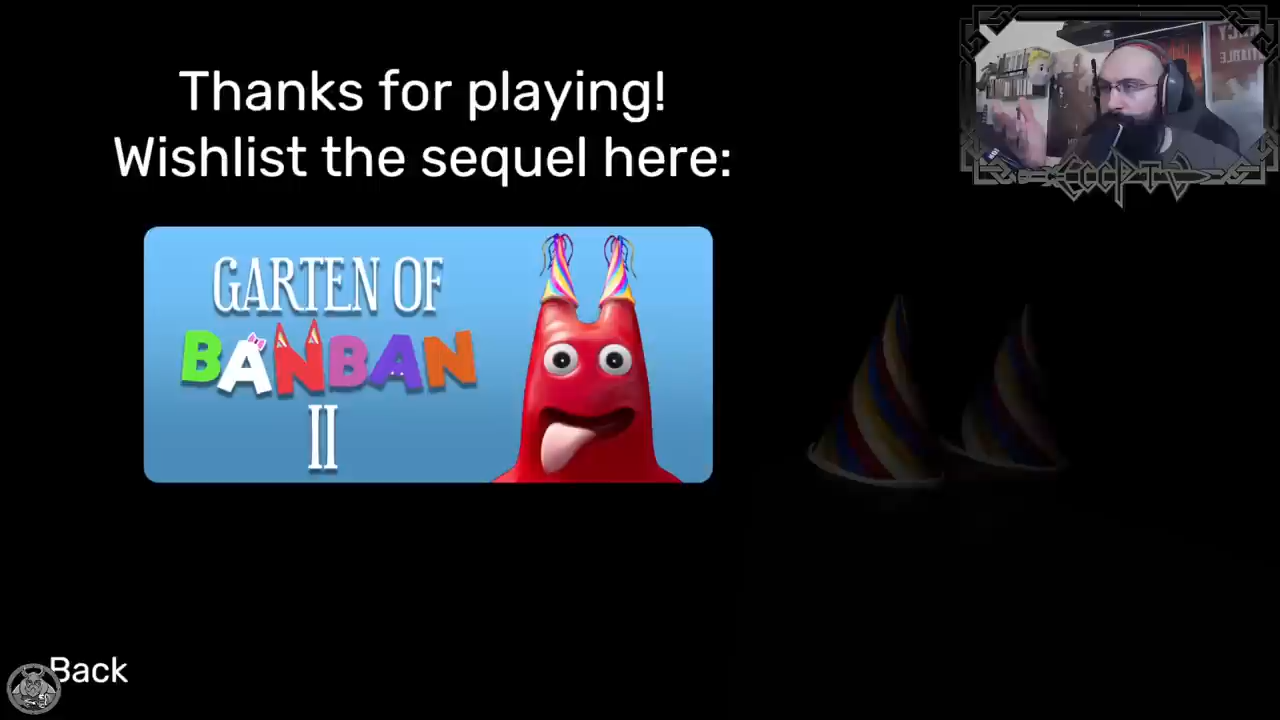 Thanks for playing!
Wishlist the sequel here:
GARTEN OF
BANBAN
II
Back